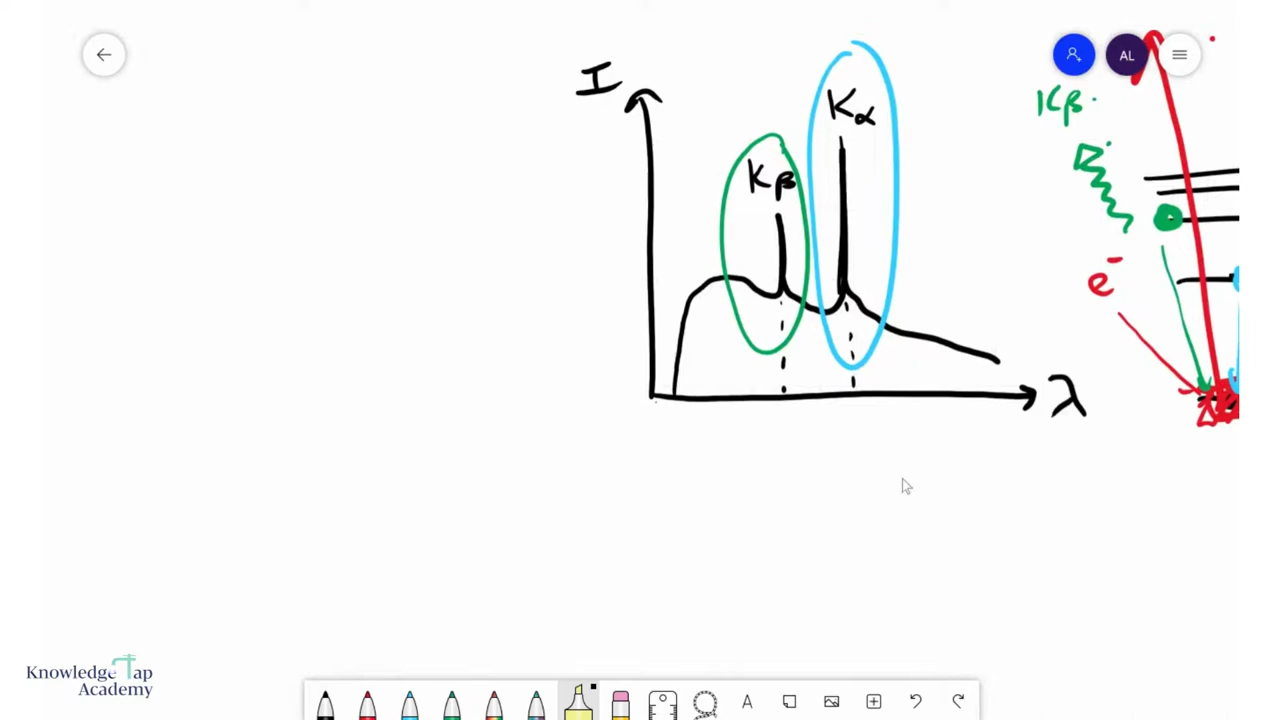 I
Kα
Kβ
λ
Kβ
e⁻
AL
Knowledge Tap
Academy
A